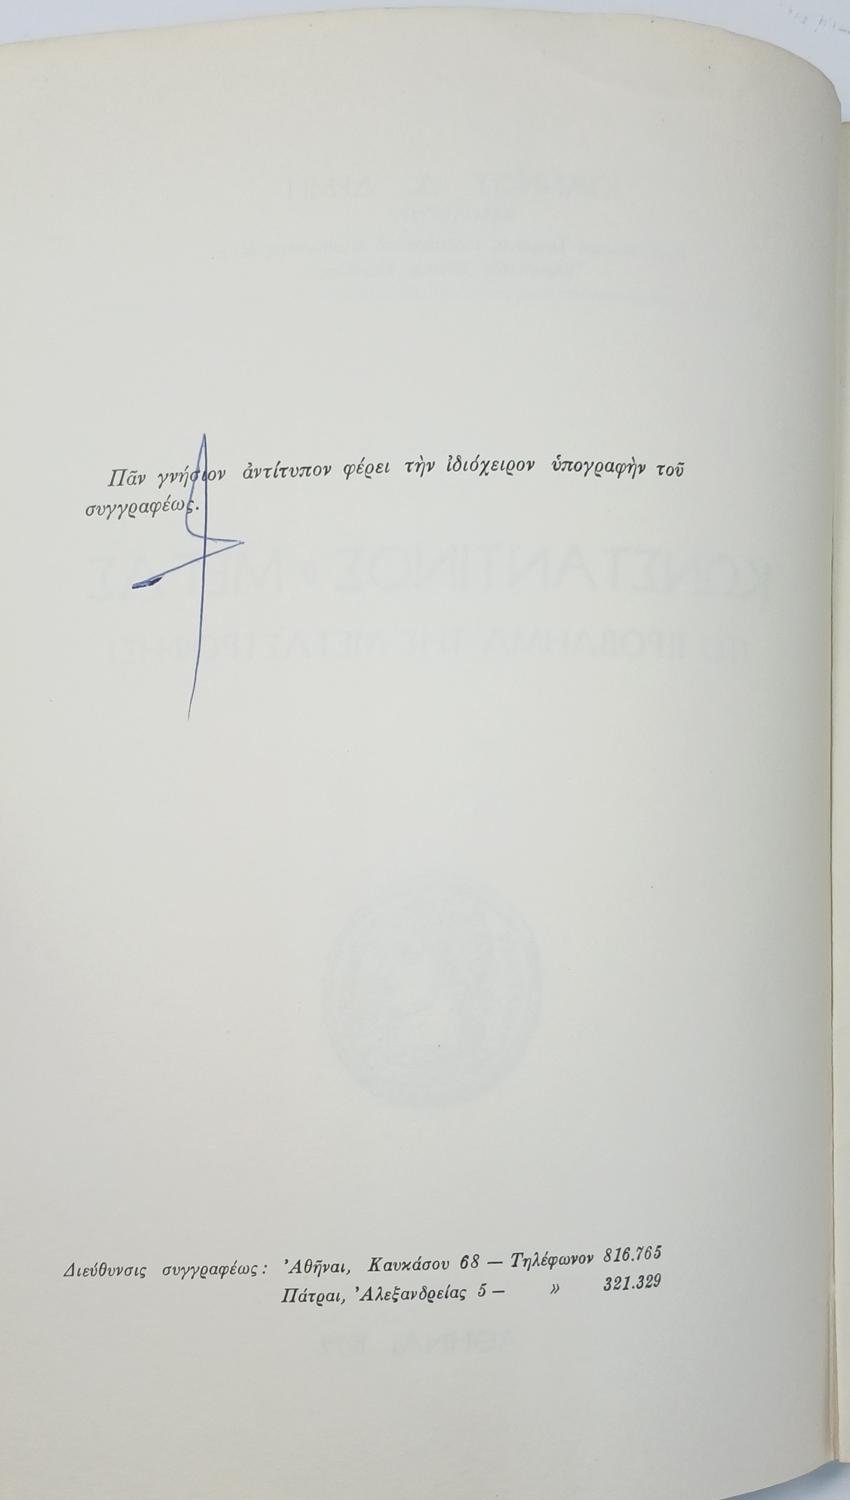 Πᾶν γνήσιον ἀντίτυπον φέρει τὴν ἰδιόχειρον ὑπογραφὴν τοῦ
συγγραφέως.
Διεύθυνσις συγγραφέως: Ἀθῆναι, Καυκάσου 68 — Τηλέφωνον 816.765
Πάτραι, Ἀλεξανδρείας 5 — » 321.329